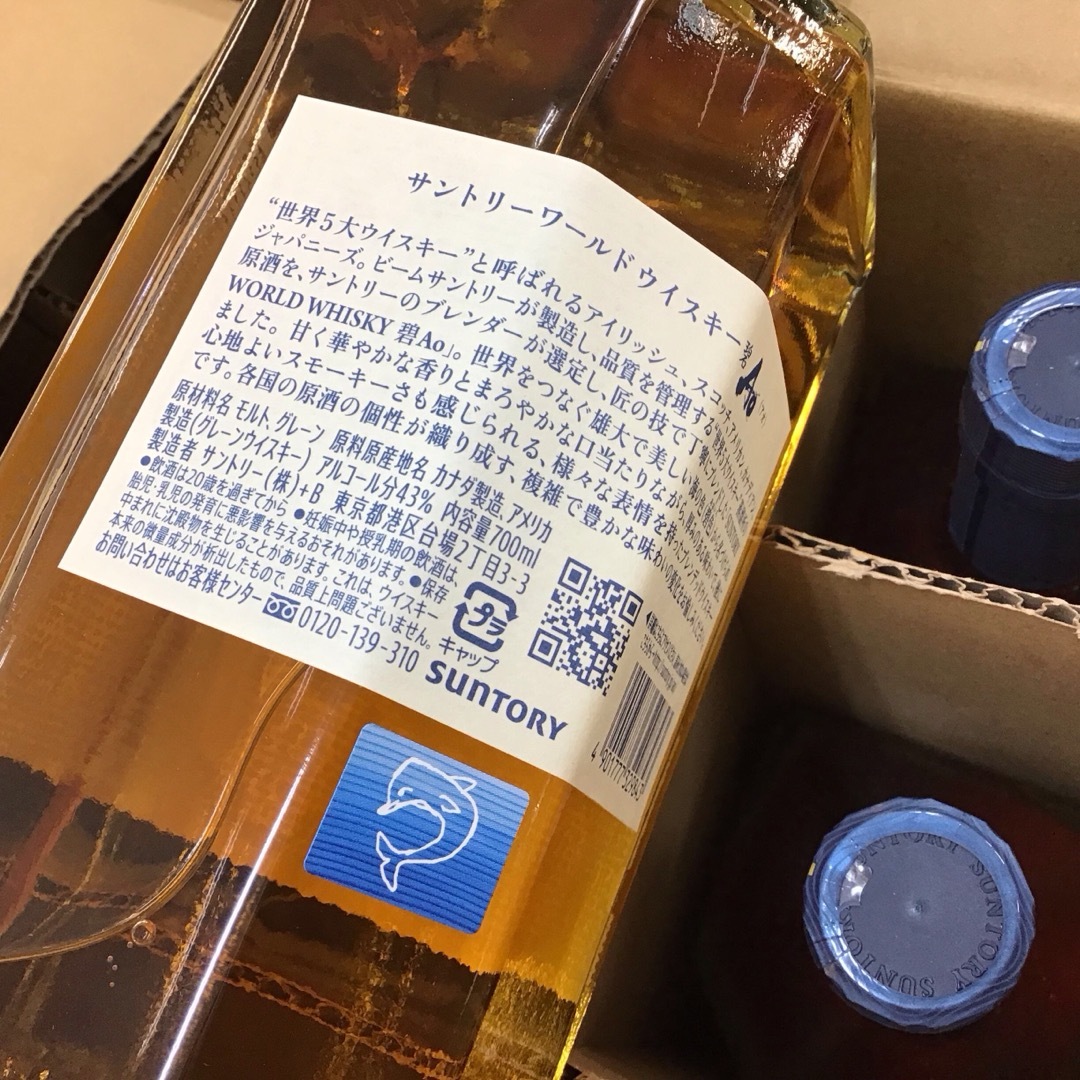 サントリーワールドウイスキー 碧 Ao
“世界5大ウイスキー”と呼ばれるアイリッシュ、スコッチ、アメリカン、カナディアン、
ジャパニーズ。ビームサントリーが製造し、品質を管理する
原酒を、サントリーのブレンダーが選定し、匠の技で丁寧に
WORLD WHISKY 碧Ao」。世界をつなぐ雄大で美しい
ました。甘く華やかな香りとまろやかな口当たりながら、
心地よいスモーキーさも感じられる、様々な表情を持った
です。各国の原酒の個性が織り成す、複雑で豊かな味わいの
原材料名 モルト、グレーン 原料原産地名 カナダ製造、アメリカ
製造(グレーンウイスキー) アルコール分43% 内容量700ml
製造者 サントリー(株)+B 東京都港区台場2丁目3-3
●飲酒は20歳を過ぎてから ●妊娠中や授乳期の飲酒は、
胎児・乳児の発育に悪影響を与えるおそれがあります。●保存
中まれに沈殿物を生じることがあります。これは、ウイスキー
本来の微量成分が析出したもので、品質上問題ございません。
お問い合わせはお客様センター 0120-139-310
プラ
キャップ
SUNTORY
SUNTORY SUNTORY